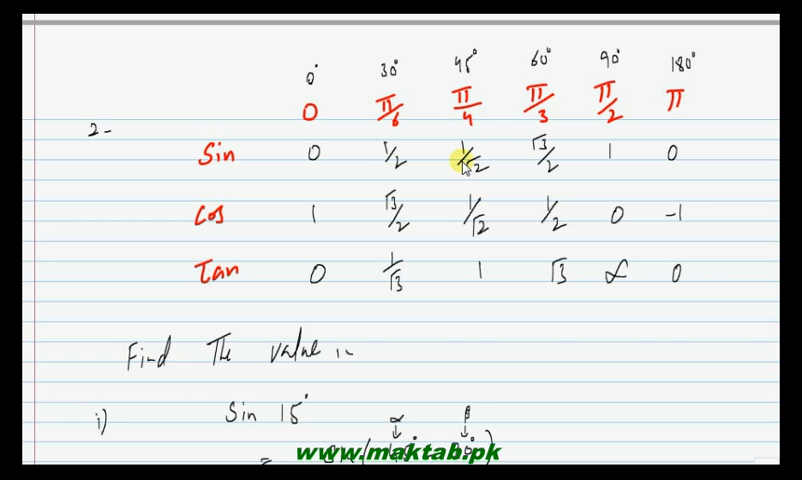 0° 30° 45° 60° 90° 180°
0 π/6 π/4 π/3 π/2 π
2-
Sin 0 1/2 1/√2 √3/2 1 0
Cos 1 √3/2 1/√2 1/2 0 -1
Tan 0 1/√3 1 √3 ∝ 0
Find The value :-
i) Sin 15°
α β
↓ ↓
=
www.maktab.pk